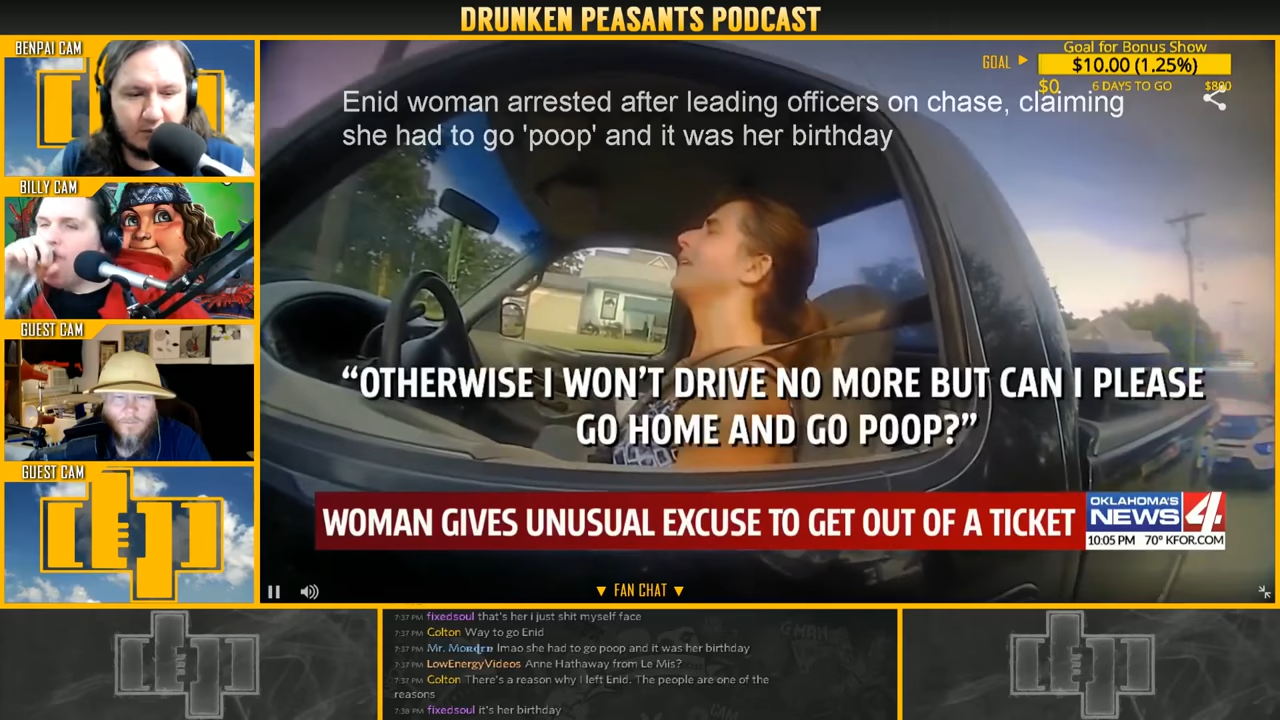 DRUNKEN PEASANTS PODCAST
BENPAI CAM
BILLY CAM
GUEST CAM
GUEST CAM
Goal for Bonus Show
GOAL
$10.00 (1.25%)
$0
6 DAYS TO GO
$800
Enid woman arrested after leading officers on chase, claiming
she had to go 'poop' and it was her birthday
“OTHERWISE I WON’T DRIVE NO MORE BUT CAN I PLEASE
GO HOME AND GO POOP?”
WOMAN GIVES UNUSUAL EXCUSE TO GET OUT OF A TICKET
OKLAHOMA'S
NEWS 4
10:05 PM 70° KFOR.COM
▼ FAN CHAT ▼
7:37 PM fixedsoul that's her i just shit myself face
7:37 PM Colton Way to go Enid
7:37 PM Mr. lmao she had to go poop and it was her birthday
7:37 PM LowEnergyVideos Anne Hathaway from Le Mis?
7:37 PM Colton There's a reason why I left Enid. The people are one of the
reasons
7:38 PM fixedsoul it's her birthday